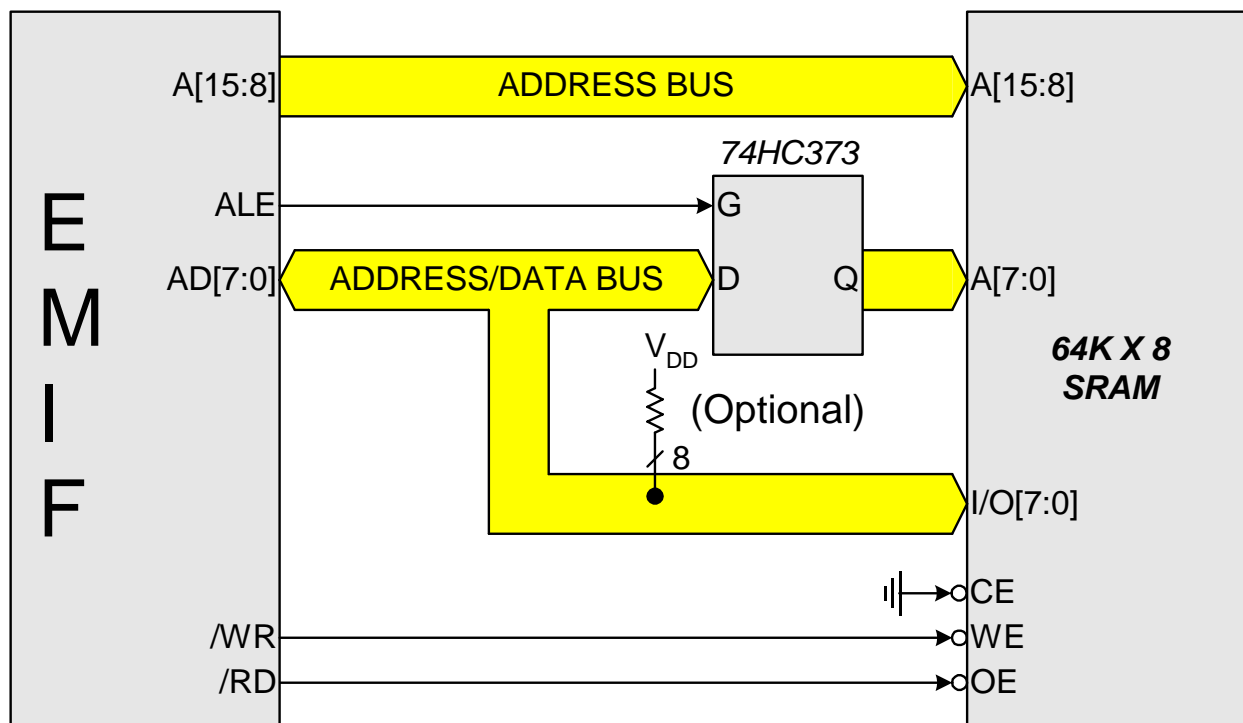 A[15:8] ADDRESS BUS A[15:8]
74HC373
ALE G
AD[7:0] ADDRESS/DATA BUS D Q A[7:0]
E
M
I
F
64K X 8
SRAM
VDD
(Optional)
8
I/O[7:0]
CE
/WR WE
/RD OE